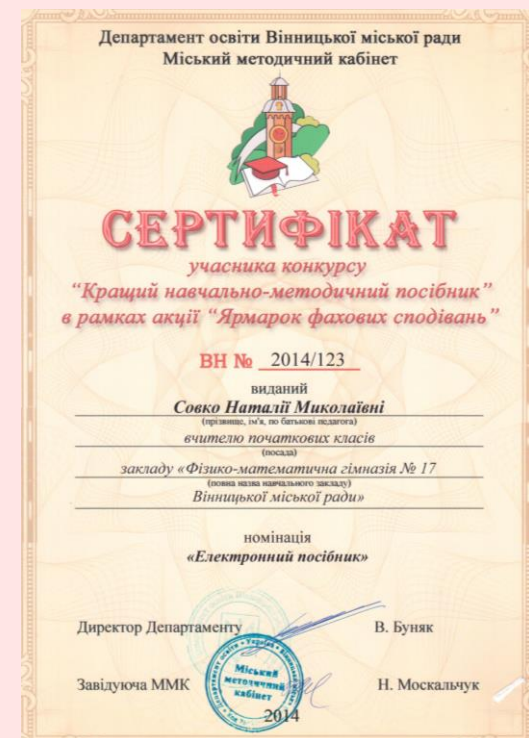 Департамент освіти Вінницької міської ради
Міський методичний кабінет
СЕРТИФІКАТ
учасника конкурсу
“Кращий навчально-методичний посібник”
в рамках акції “Ярмарок фахових сподівань”
ВН № 2014/123
виданий
Совко Наталії Миколаївні
(прізвище, ім'я, по батькові педагога)
вчителю початкових класів
(посада)
закладу «Фізико-математична гімназія № 17
(повна назва навчального закладу)
Вінницької міської ради»
номінація
«Електронний посібник»
Директор Департаменту В. Буняк
Міський
методичний
кабінет
Завідуюча ММК Н. Москальчук
2014